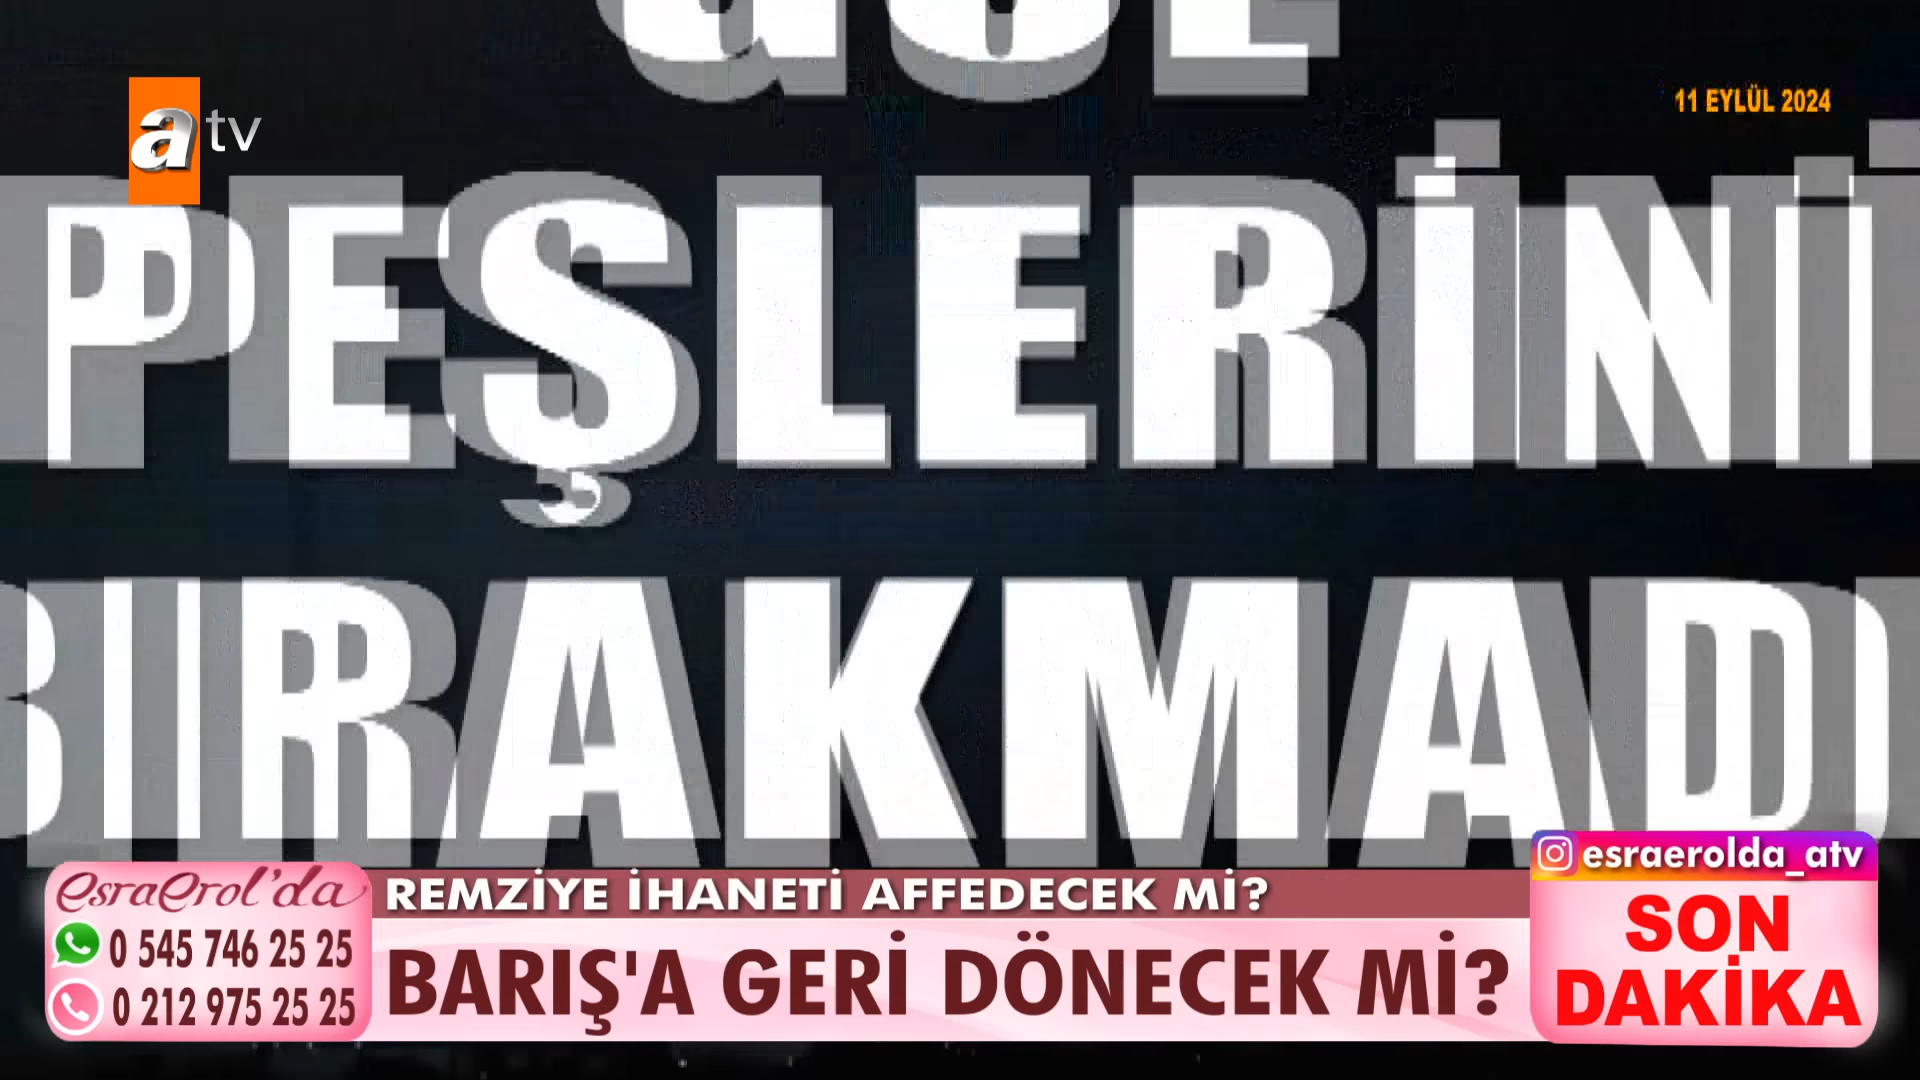 atv
11 EYLÜL 2024
PEŞLERİNİ
BIRAKMADI
esraerolda_atv
esraerol'da
REMZİYE İHANETİ AFFEDECEK Mİ?
0 545 746 25 25
0 212 975 25 25
BARIŞ'A GERİ DÖNECEK Mİ?
SON
DAKİKA